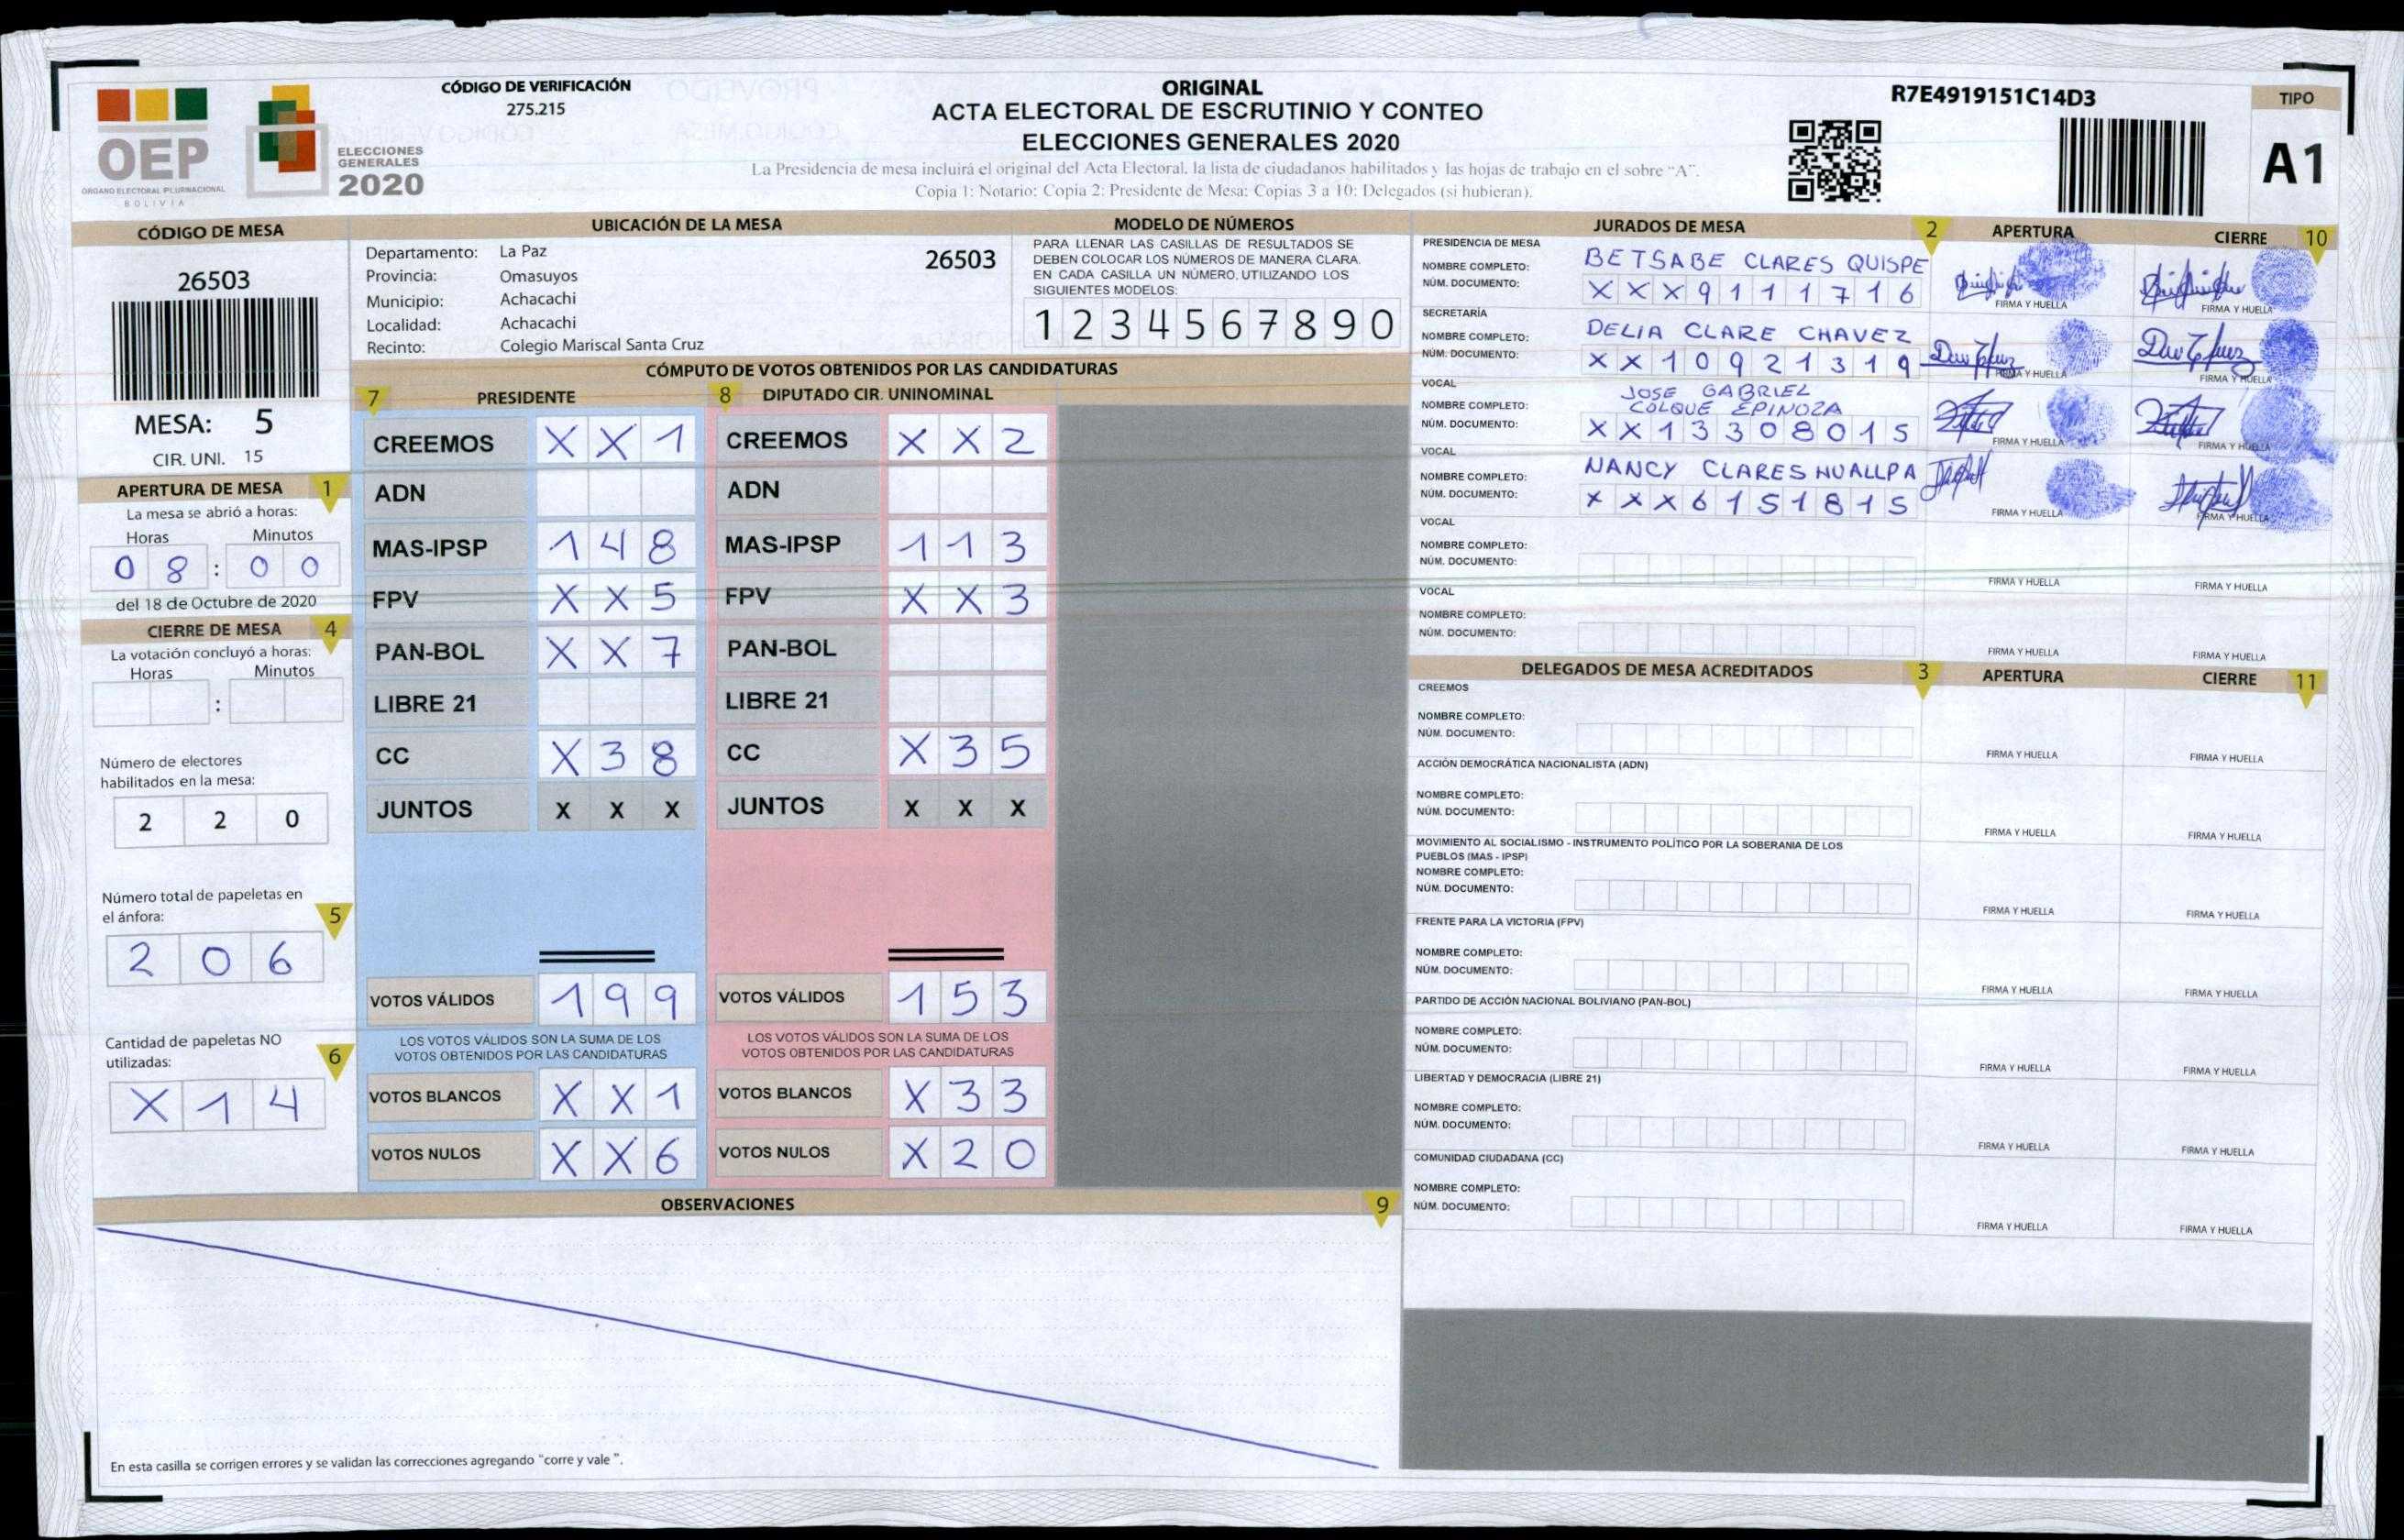 CÓDIGO DE VERIFICACIÓN
275.215
ORIGINAL
ACTA ELECTORAL DE ESCRUTINIO Y CONTEO
ELECCIONES GENERALES 2020
La Presidencia de mesa incluirá el original del Acta Electoral, la lista de ciudadanos habilitados y las hojas de trabajo en el sobre "A".
Copia 1: Notario; Copia 2: Presidente de Mesa; Copias 3 a 10: Delegados (si hubieran).
R7E4919151C14D3
TIPO
A1
OEP
ÓRGANO ELECTORAL PLURINACIONAL
BOLIVIA
ELECCIONES
GENERALES
2020
CÓDIGO DE MESA
26503
MESA: 5
CIR. UNI. 15
APERTURA DE MESA 1
La mesa se abrió a horas:
Horas Minutos
0 8 : 0 0
del 18 de Octubre de 2020
CIERRE DE MESA 4
La votación concluyó a horas:
Horas Minutos
:
Número de electores
habilitados en la mesa:
2 2 0
Número total de papeletas en
el ánfora: 5
2 0 6
Cantidad de papeletas NO
utilizadas: 6
X 1 4
UBICACIÓN DE LA MESA
Departamento: La Paz 26503
Provincia: Omasuyos
Municipio: Achacachi
Localidad: Achacachi
Recinto: Colegio Mariscal Santa Cruz
MODELO DE NÚMEROS
PARA LLENAR LAS CASILLAS DE RESULTADOS SE
DEBEN COLOCAR LOS NÚMEROS DE MANERA CLARA.
EN CADA CASILLA UN NÚMERO, UTILIZANDO LOS
SIGUIENTES MODELOS:
1 2 3 4 5 6 7 8 9 0
CÓMPUTO DE VOTOS OBTENIDOS POR LAS CANDIDATURAS
7 PRESIDENTE
CREEMOS X X 1
ADN
MAS-IPSP 1 4 8
FPV X X 5
PAN-BOL X X 7
LIBRE 21
CC X 3 8
JUNTOS X X X
VOTOS VÁLIDOS 1 9 9
LOS VOTOS VÁLIDOS SON LA SUMA DE LOS
VOTOS OBTENIDOS POR LAS CANDIDATURAS
VOTOS BLANCOS X X 1
VOTOS NULOS X X 6
8 DIPUTADO CIR. UNINOMINAL
CREEMOS X X 2
ADN
MAS-IPSP 1 1 3
FPV X X 3
PAN-BOL
LIBRE 21
CC X 3 5
JUNTOS X X X
VOTOS VÁLIDOS 1 5 3
LOS VOTOS VÁLIDOS SON LA SUMA DE LOS
VOTOS OBTENIDOS POR LAS CANDIDATURAS
VOTOS BLANCOS X 3 3
VOTOS NULOS X 2 0
OBSERVACIONES 9
En esta casilla se corrigen errores y se validan las correcciones agregando "corre y vale".
JURADOS DE MESA 2 APERTURA CIERRE 10
PRESIDENCIA DE MESA
NOMBRE COMPLETO: BETSABE CLARES QUISPE
NÚM. DOCUMENTO: X X X 9 1 1 1 7 1 6
FIRMA Y HUELLA FIRMA Y HUELLA
SECRETARÍA
NOMBRE COMPLETO: DELIA CLARE CHAVEZ
NÚM. DOCUMENTO: X X 1 0 9 2 1 3 1 9
FIRMA Y HUELLA FIRMA Y HUELLA
VOCAL
NOMBRE COMPLETO: JOSE GABRIEL
COLQUE EPINOZA
NÚM. DOCUMENTO: X X 1 3 3 0 8 0 1 5
FIRMA Y HUELLA FIRMA Y HUELLA
VOCAL
NOMBRE COMPLETO: NANCY CLARES HUALLPA
NÚM. DOCUMENTO: X X X 6 1 5 1 8 1 5
FIRMA Y HUELLA FIRMA Y HUELLA
VOCAL
NOMBRE COMPLETO:
NÚM. DOCUMENTO:
FIRMA Y HUELLA FIRMA Y HUELLA
VOCAL
NOMBRE COMPLETO:
NÚM. DOCUMENTO:
FIRMA Y HUELLA FIRMA Y HUELLA
DELEGADOS DE MESA ACREDITADOS 3 APERTURA CIERRE 11
CREEMOS
NOMBRE COMPLETO:
NÚM. DOCUMENTO:
FIRMA Y HUELLA FIRMA Y HUELLA
ACCIÓN DEMOCRÁTICA NACIONALISTA (ADN)
NOMBRE COMPLETO:
NÚM. DOCUMENTO:
FIRMA Y HUELLA FIRMA Y HUELLA
MOVIMIENTO AL SOCIALISMO - INSTRUMENTO POLÍTICO POR LA SOBERANIA DE LOS
PUEBLOS (MAS - IPSP)
NOMBRE COMPLETO:
NÚM. DOCUMENTO:
FIRMA Y HUELLA FIRMA Y HUELLA
FRENTE PARA LA VICTORIA (FPV)
NOMBRE COMPLETO:
NÚM. DOCUMENTO:
FIRMA Y HUELLA FIRMA Y HUELLA
PARTIDO DE ACCIÓN NACIONAL BOLIVIANO (PAN-BOL)
NOMBRE COMPLETO:
NÚM. DOCUMENTO:
FIRMA Y HUELLA FIRMA Y HUELLA
LIBERTAD Y DEMOCRACIA (LIBRE 21)
NOMBRE COMPLETO:
NÚM. DOCUMENTO:
FIRMA Y HUELLA FIRMA Y HUELLA
COMUNIDAD CIUDADANA (CC)
NOMBRE COMPLETO:
NÚM. DOCUMENTO:
FIRMA Y HUELLA FIRMA Y HUELLA